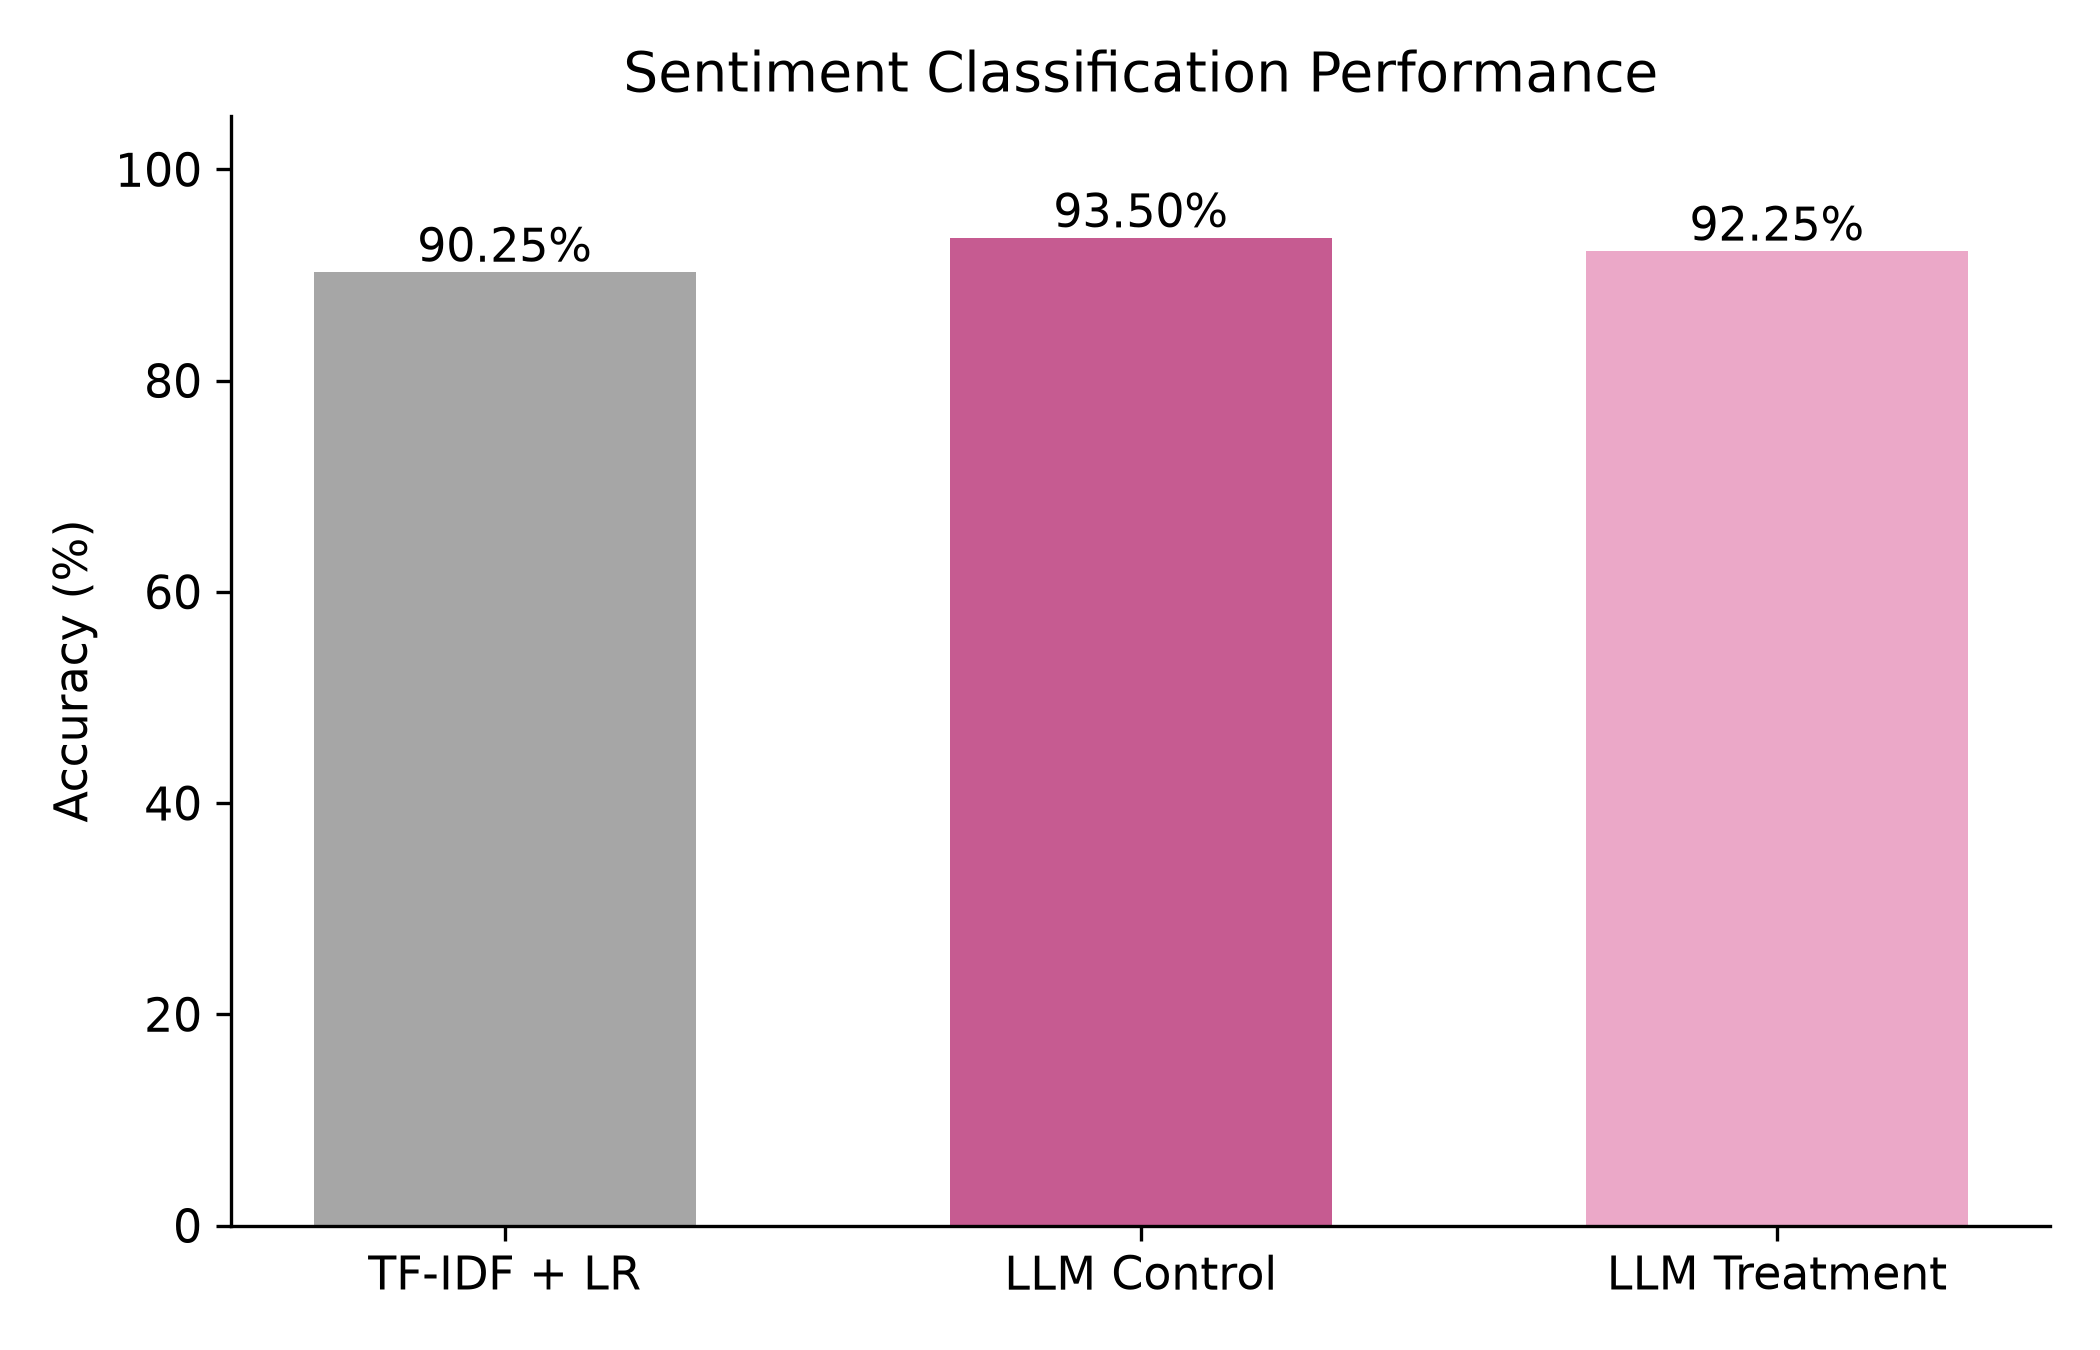 Sentiment Classification Performance
Accuracy (%)
100
80
60
40
20
0
90.25%
93.50%
92.25%
TF-IDF + LR
LLM Control
LLM Treatment